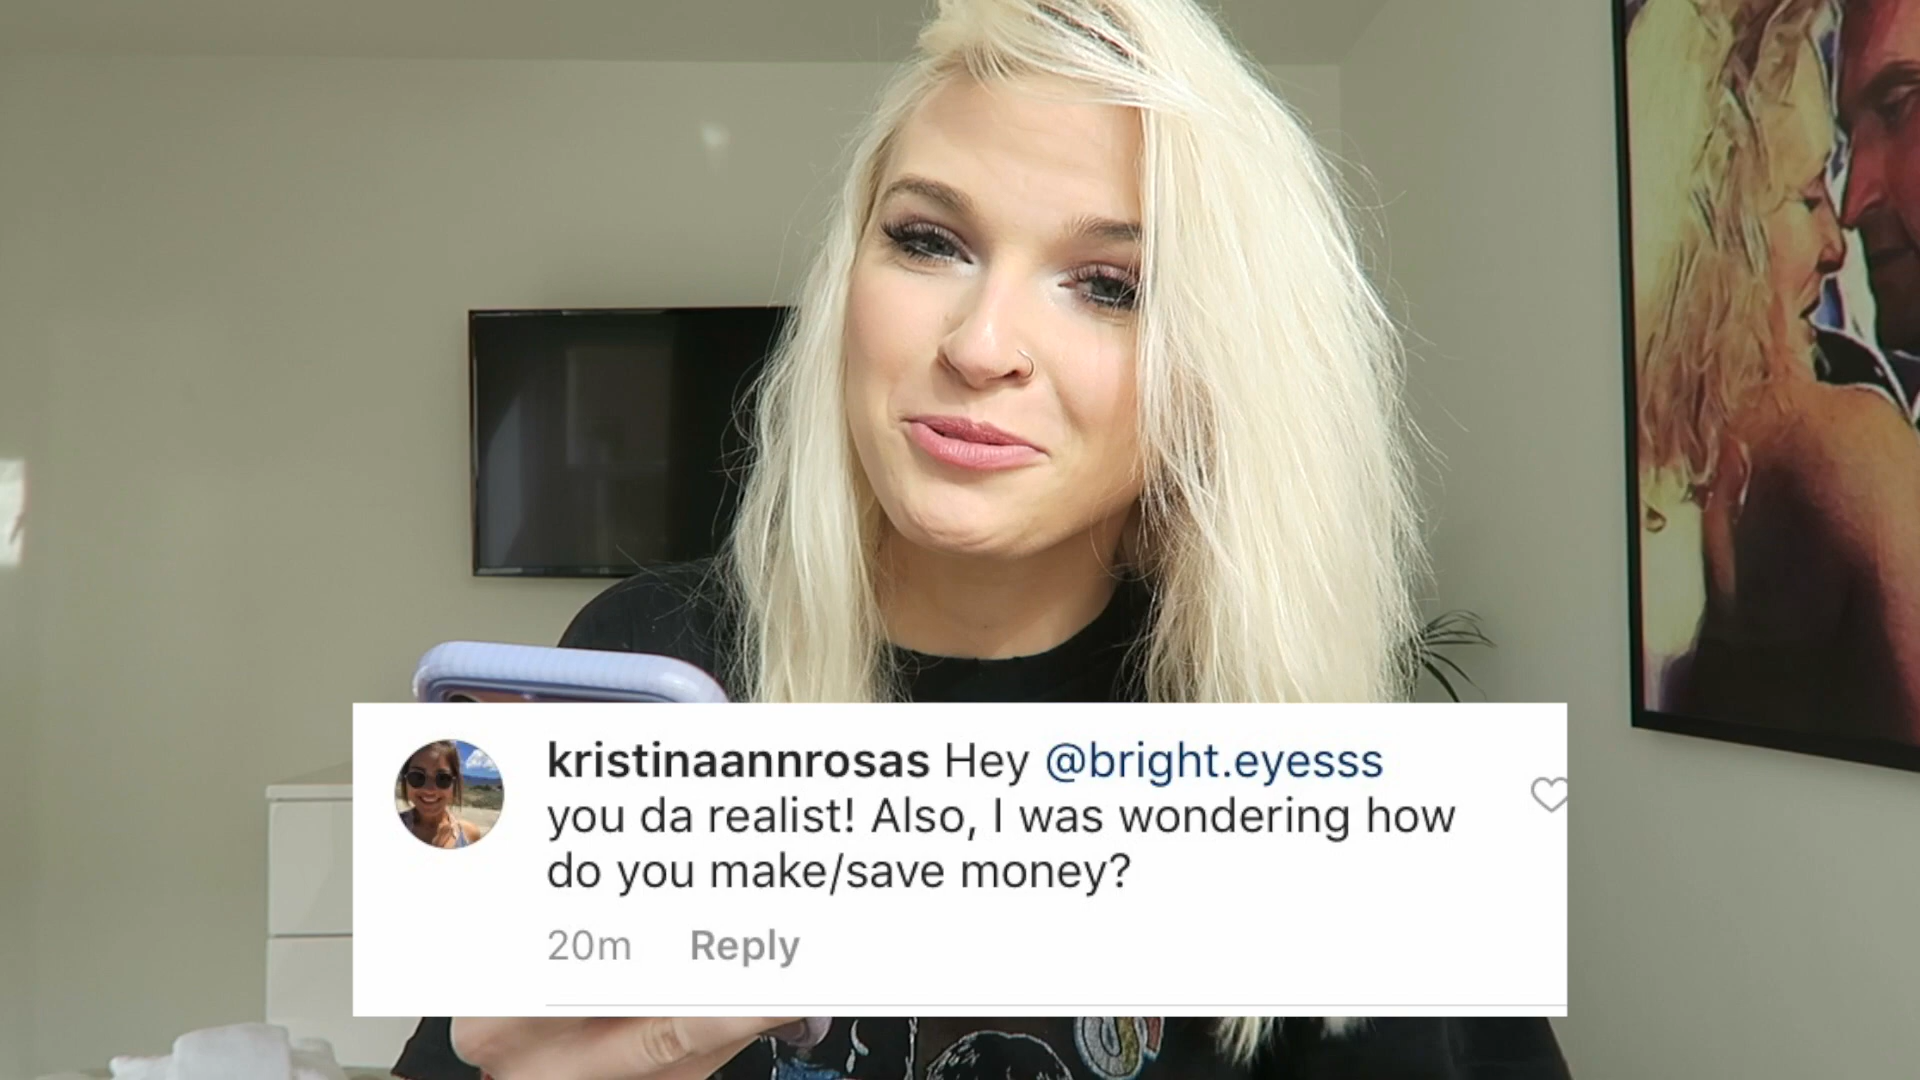 kristinaannrosas Hey @bright.eyesss
you da realist! Also, I was wondering how
do you make/save money?
20m Reply